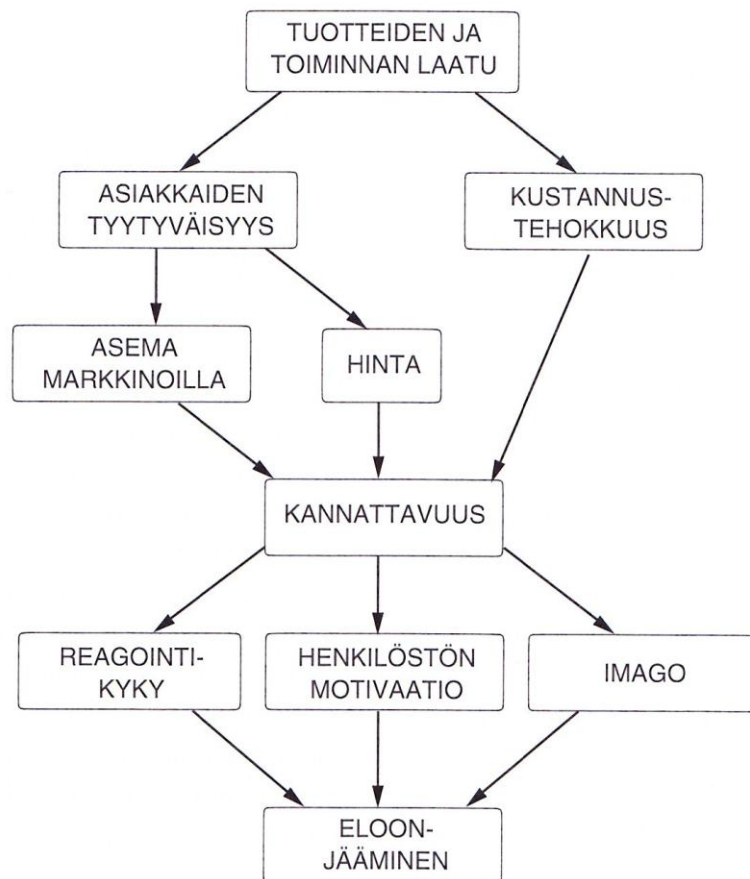 TUOTTEIDEN JA
TOIMINNAN LAATU
ASIAKKAIDEN
TYYTYVÄISYYS
KUSTANNUS-
TEHOKKUUS
ASEMA
MARKKINOILLA
HINTA
KANNATTAVUUS
REAGOINTI-
KYKY
HENKILÖSTÖN
MOTIVAATIO
IMAGO
ELOON-
JÄÄMINEN